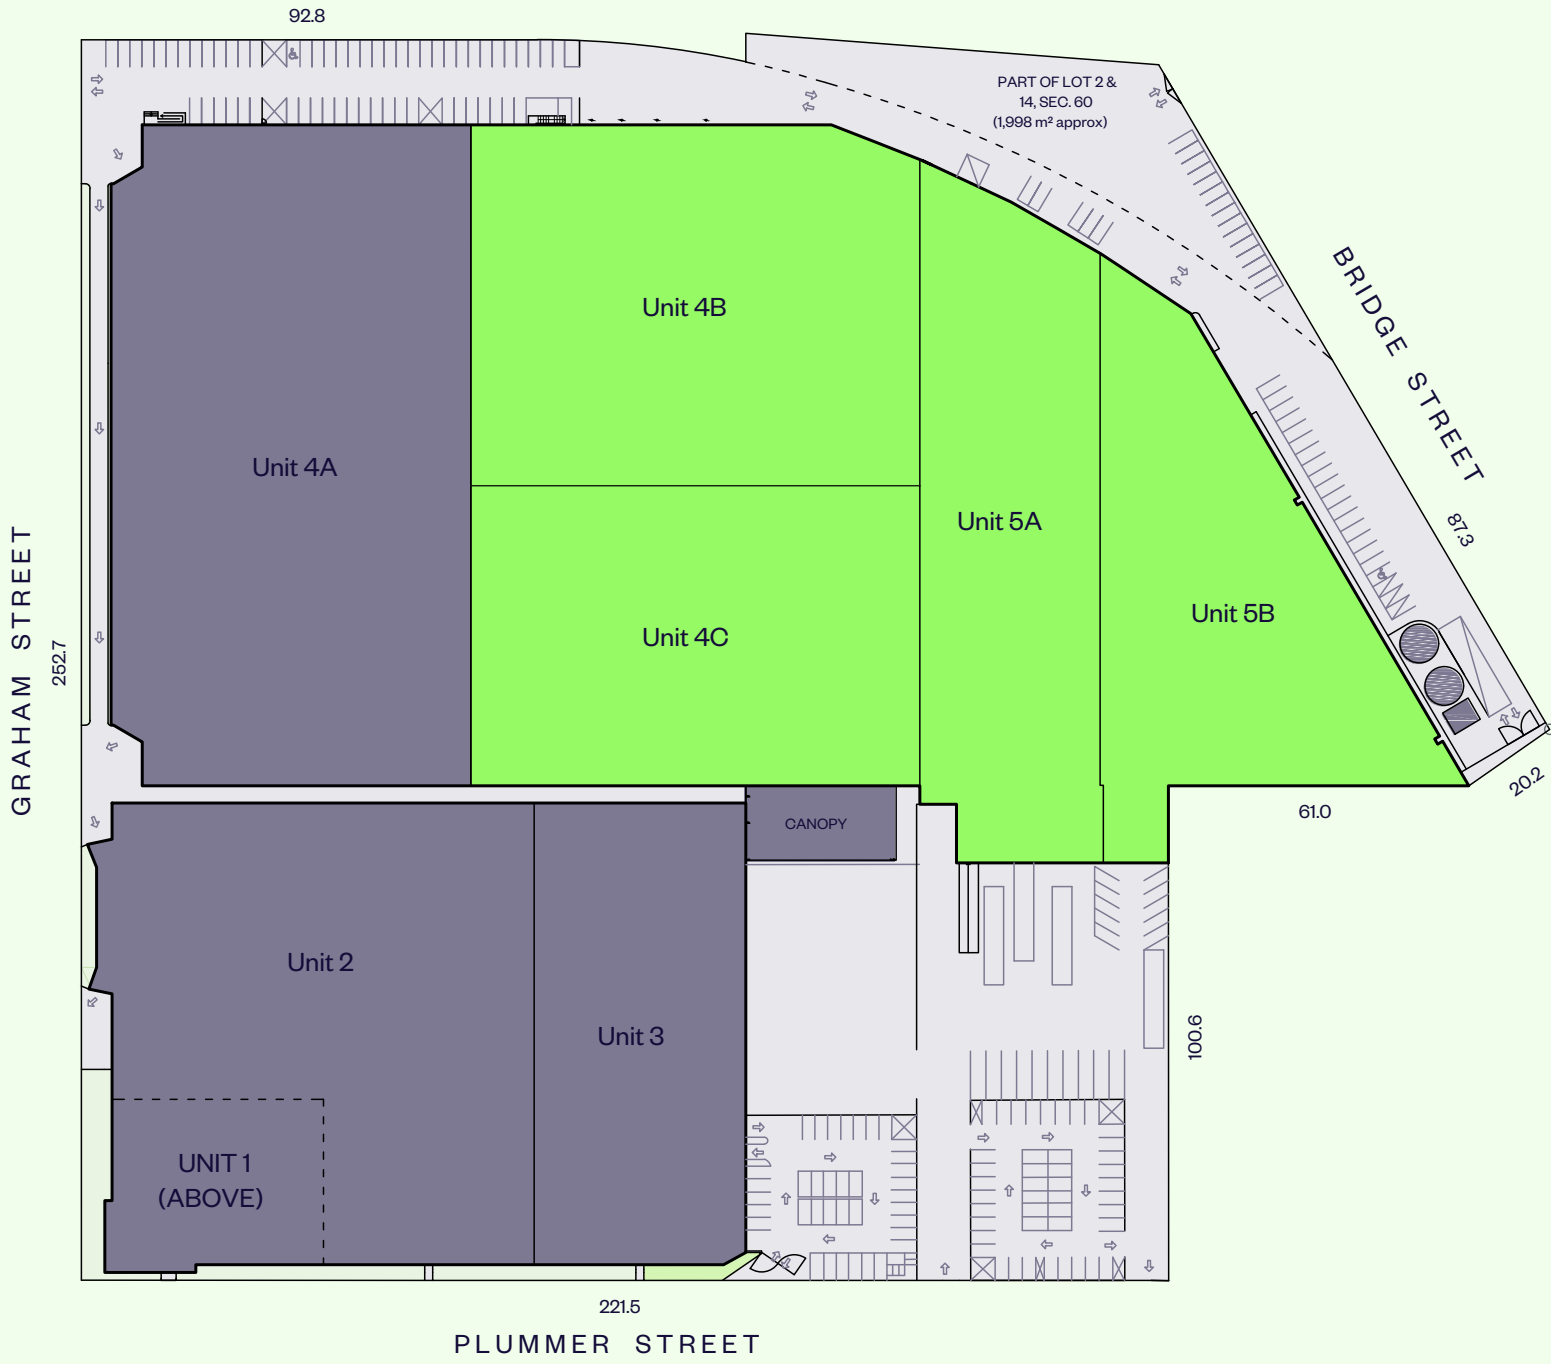 92.8
PART OF LOT 2 &
14, SEC. 60
(1,998 m² approx)
BRIDGE STREET
Unit 4B
Unit 4A
Unit 5A
87.3
Unit 5B
Unit 4C
GRAHAM STREET
252.7
20.2
61.0
CANOPY
Unit 2
Unit 3
100.6
UNIT 1
(ABOVE)
221.5
PLUMMER STREET